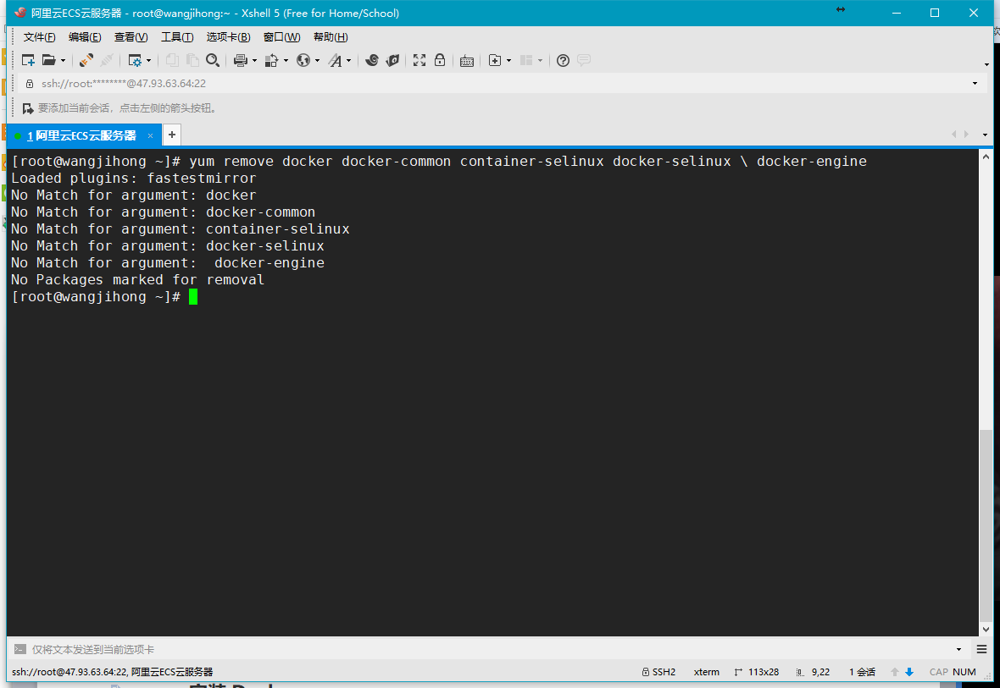 阿里云ECS云服务器 - root@wangjihong:~ - Xshell 5 (Free for Home/School)
文件(F) 编辑(E) 查看(V) 工具(T) 选项卡(B) 窗口(W) 帮助(H)
ssh://root:********@47.93.63.64:22
要添加当前会话，点击左侧的箭头按钮。
1 阿里云ECS云服务器 × +
[root@wangjihong ~]# yum remove docker docker-common container-selinux docker-selinux \ docker-engine
Loaded plugins: fastestmirror
No Match for argument: docker
No Match for argument: docker-common
No Match for argument: container-selinux
No Match for argument: docker-selinux
No Match for argument:  docker-engine
No Packages marked for removal
[root@wangjihong ~]#
仅将文本发送到当前选项卡
ssh://root@47.93.63.64:22, 阿里云ECS云服务器 SSH2 xterm 113x28 9,22 1 会话 CAP NUM